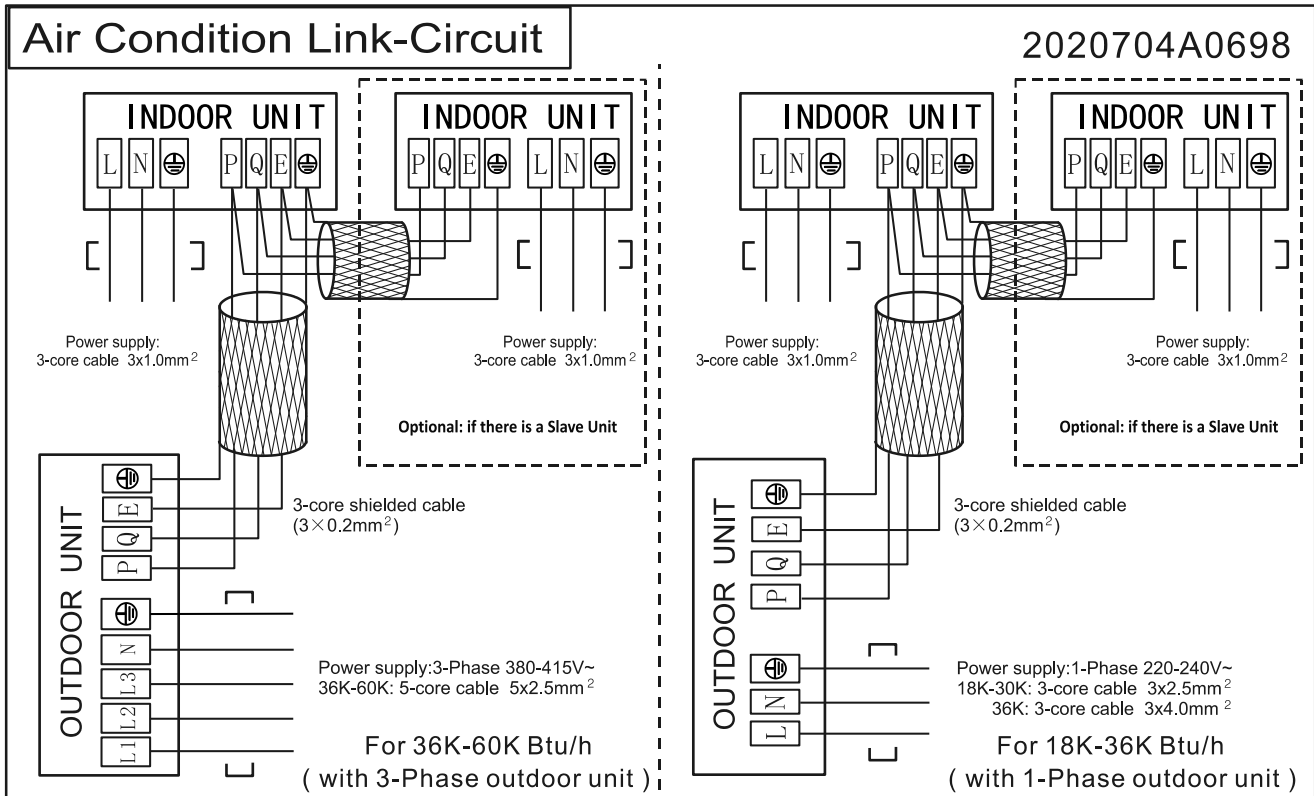 Air Condition Link-Circuit
2020704A0698
INDOOR UNIT
L N P Q E
INDOOR UNIT
P Q E L N
Power supply:
3-core cable 3x1.0mm²
Power supply:
3-core cable 3x1.0mm²
Optional: if there is a Slave Unit
OUTDOOR UNIT
E
Q
P
N
L3
L2
L1
3-core shielded cable
(3×0.2mm²)
Power supply:3-Phase 380-415V~
36K-60K: 5-core cable 5x2.5mm²
For 36K-60K Btu/h
( with 3-Phase outdoor unit )
INDOOR UNIT
L N P Q E
INDOOR UNIT
P Q E L N
Power supply:
3-core cable 3x1.0mm²
Power supply:
3-core cable 3x1.0mm²
Optional: if there is a Slave Unit
OUTDOOR UNIT
E
Q
P
N
L
3-core shielded cable
(3×0.2mm²)
Power supply:1-Phase 220-240V~
18K-30K: 3-core cable 3x2.5mm²
36K: 3-core cable 3x4.0mm²
For 18K-36K Btu/h
( with 1-Phase outdoor unit )